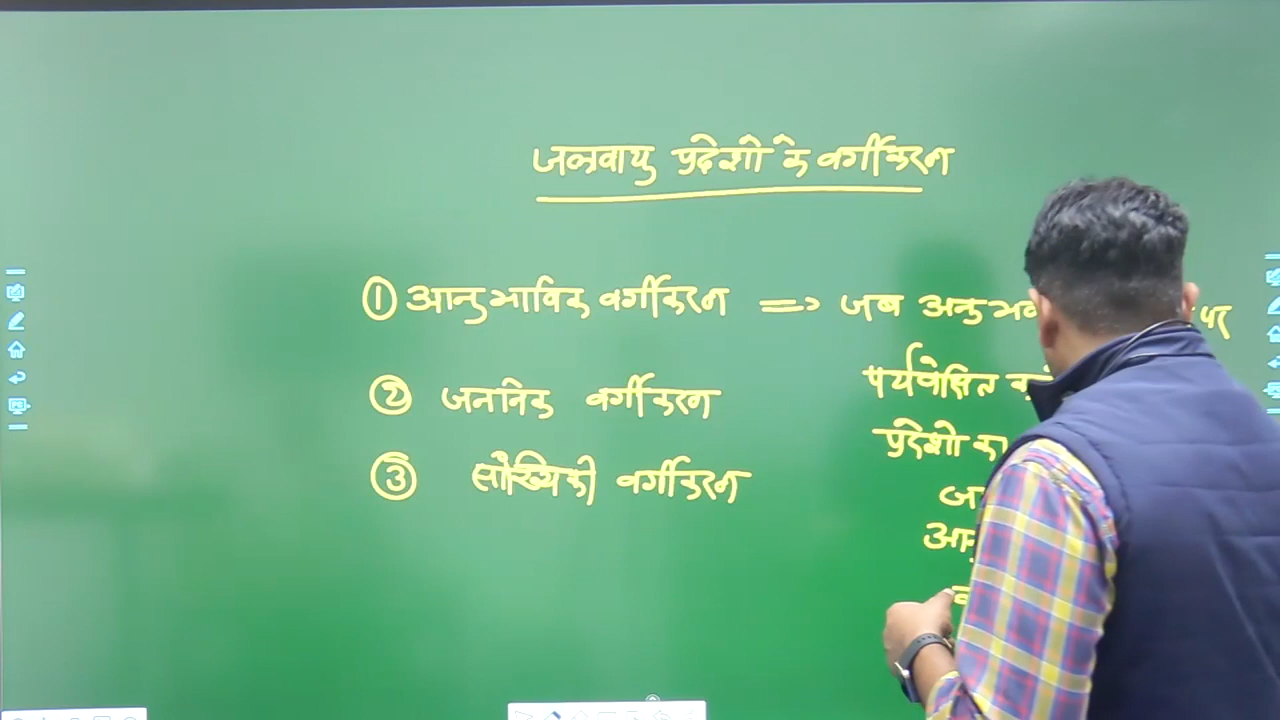 जलवायु प्रदेशो के वर्गीकरण
① आनुभाविक वर्गीकरण => जब अनुभव पर
पर्यवेक्षित
② जननिक वर्गीकरण
प्रदेशो का
③ सांख्यिकी वर्गीकरण